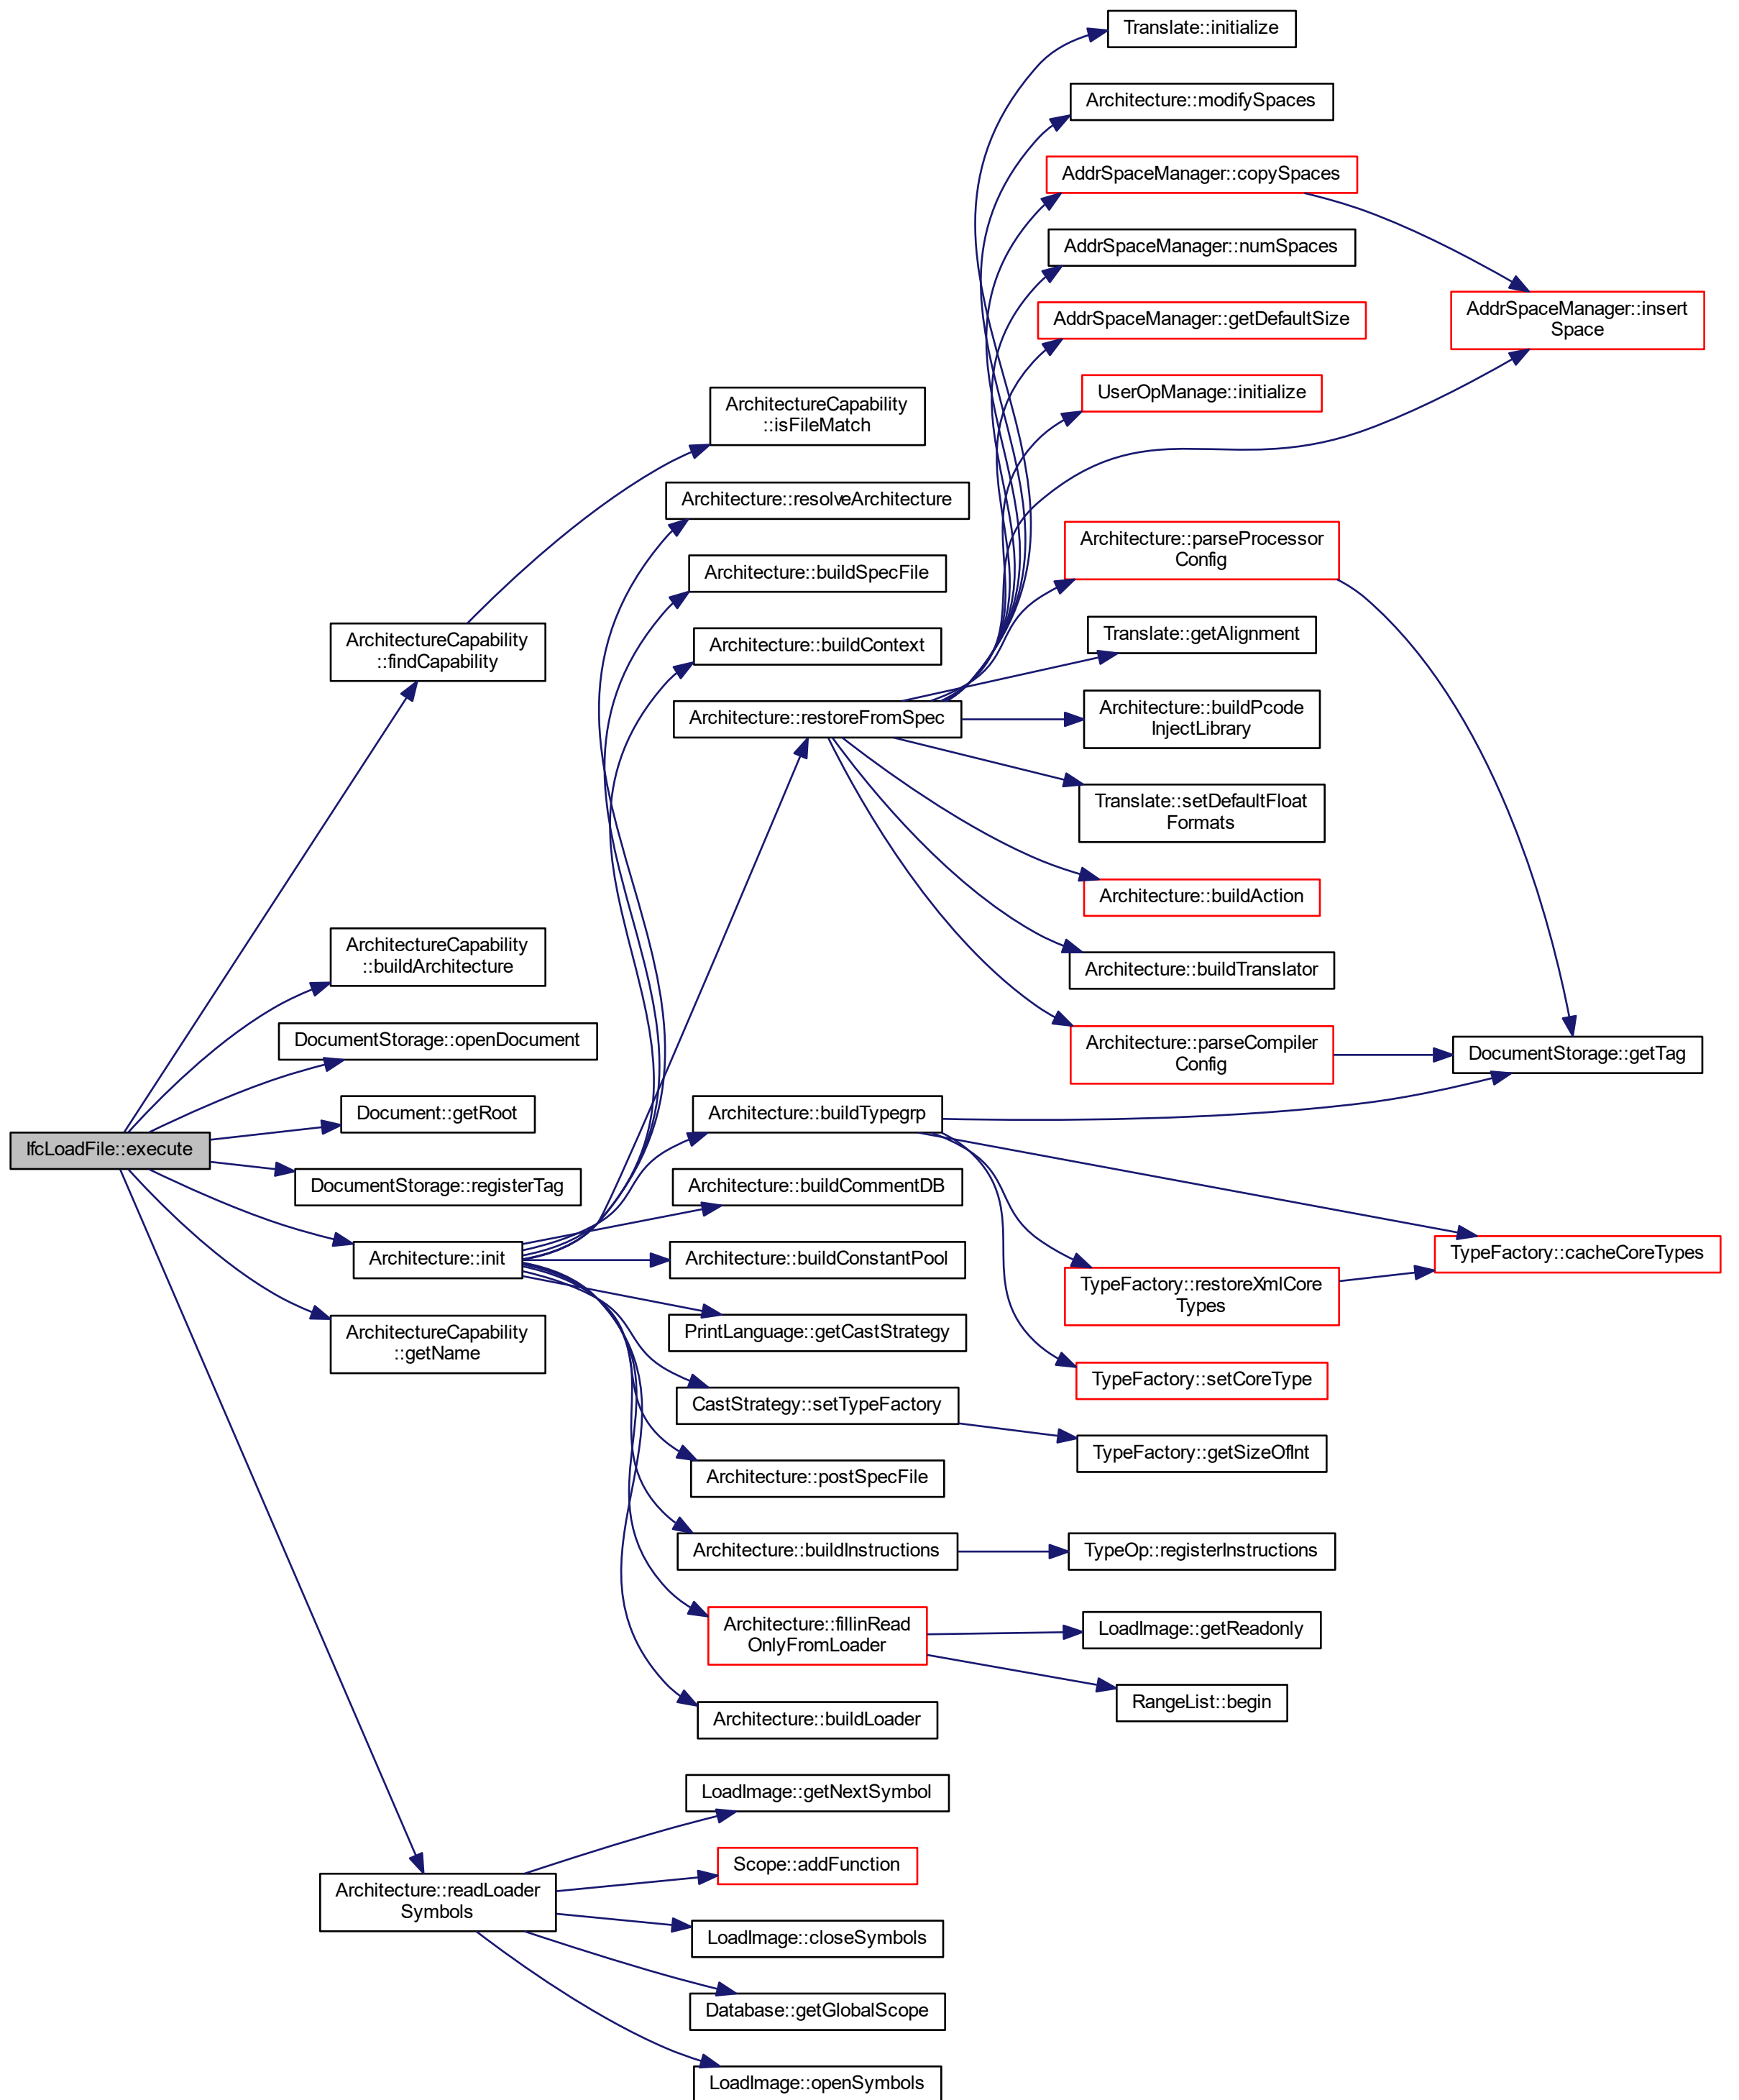 Translate::initialize
Architecture::modifySpaces
AddrSpaceManager::copySpaces
AddrSpaceManager::numSpaces
AddrSpaceManager::insert
Space
AddrSpaceManager::getDefaultSize
UserOpManage::initialize
ArchitectureCapability
::isFileMatch
Architecture::resolveArchitecture
Architecture::parseProcessor
Config
Architecture::buildSpecFile
Translate::getAlignment
Architecture::buildContext
ArchitectureCapability
::findCapability
Architecture::restoreFromSpec
Architecture::buildPcode
InjectLibrary
Translate::setDefaultFloat
Formats
Architecture::buildAction
ArchitectureCapability
::buildArchitecture
Architecture::buildTranslator
DocumentStorage::openDocument
Architecture::parseCompiler
Config
DocumentStorage::getTag
Document::getRoot
Architecture::buildTypegrp
IfcLoadFile::execute
DocumentStorage::registerTag
Architecture::buildCommentDB
Architecture::init
Architecture::buildConstantPool
TypeFactory::cacheCoreTypes
TypeFactory::restoreXmlCore
Types
ArchitectureCapability
::getName
PrintLanguage::getCastStrategy
TypeFactory::setCoreType
CastStrategy::setTypeFactory
TypeFactory::getSizeOfInt
Architecture::postSpecFile
Architecture::buildInstructions
TypeOp::registerInstructions
Architecture::fillinRead
OnlyFromLoader
LoadImage::getReadonly
RangeList::begin
Architecture::buildLoader
LoadImage::getNextSymbol
Scope::addFunction
Architecture::readLoader
Symbols
LoadImage::closeSymbols
Database::getGlobalScope
LoadImage::openSymbols